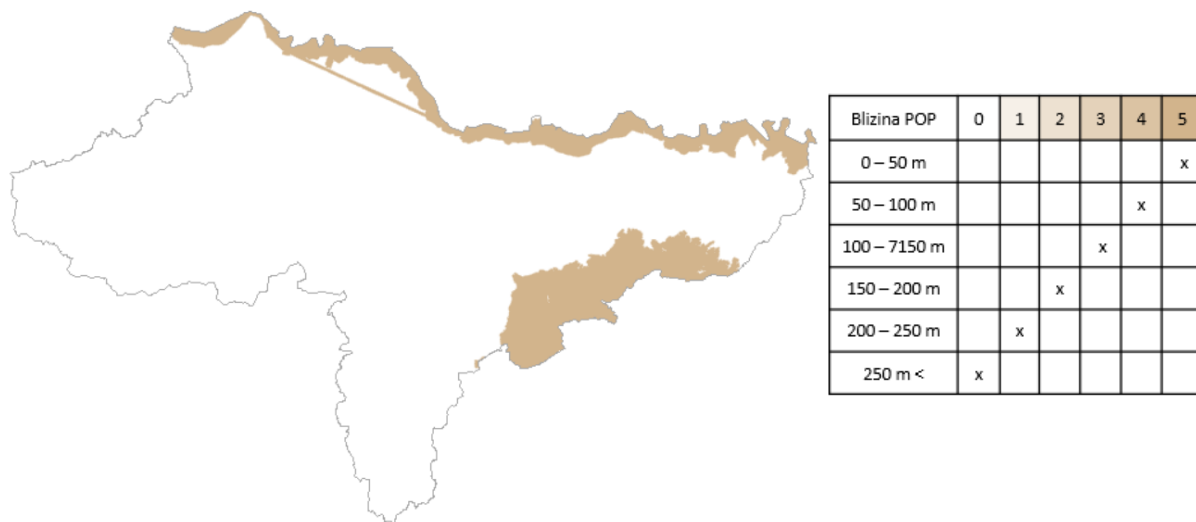 Blizina POP 0 1 2 3 4 5
0 – 50 m x
50 – 100 m x
100 – 7150 m x
150 – 200 m x
200 – 250 m x
250 m < x